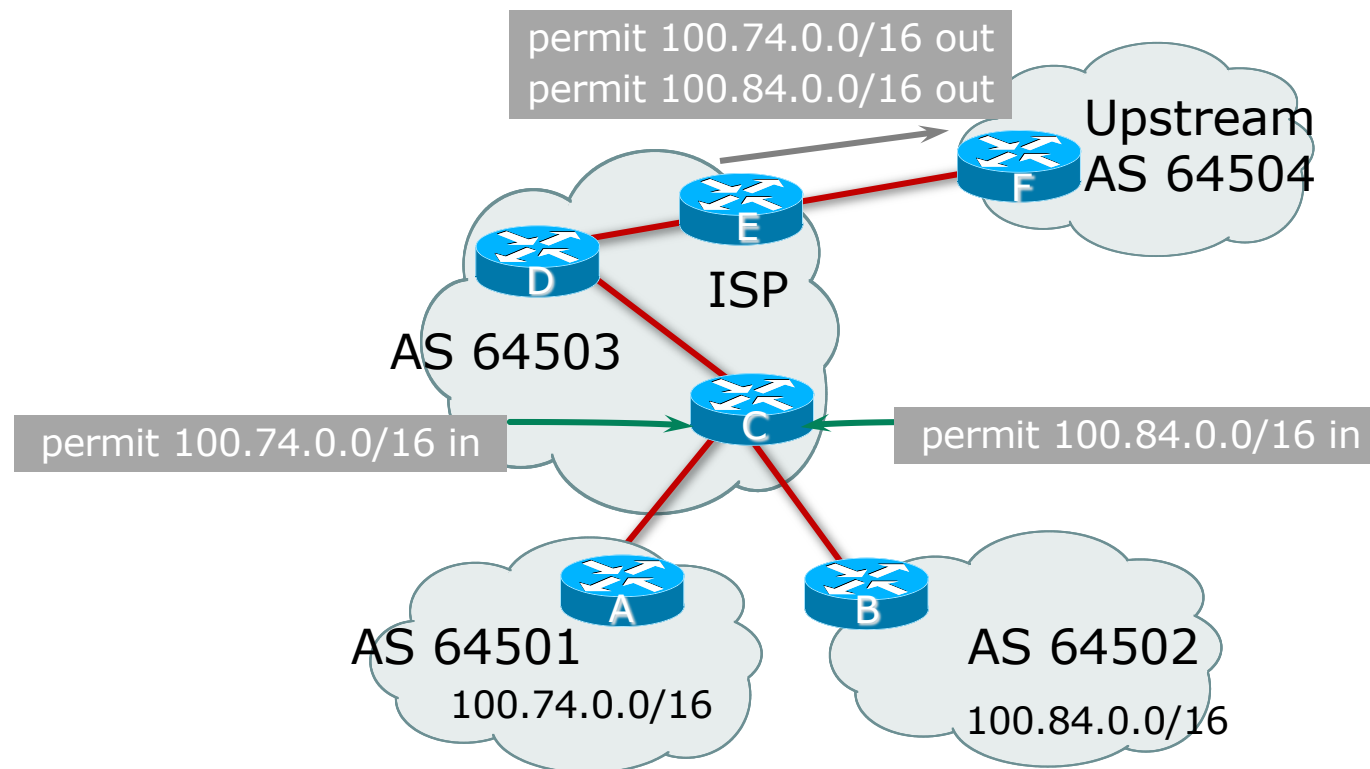 permit 100.74.0.0/16 out
permit 100.84.0.0/16 out
Upstream
AS 64504
F
E
D
ISP
AS 64503
C
permit 100.74.0.0/16 in
permit 100.84.0.0/16 in
A
B
AS 64501
100.74.0.0/16
AS 64502
100.84.0.0/16